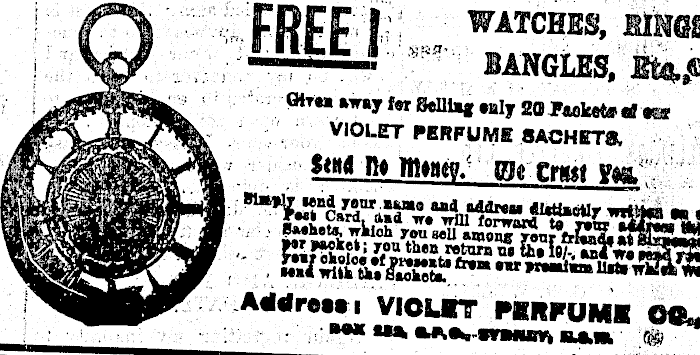 FREE!
WATCHES, RINGS
BANGLES, Etc.,
Given away for Selling only 20 Packets of our
VIOLET PERFUME SACHETS.
Send No Money. We Trust You.
Simply send your name and address distinctly written on
Post Card, and we will forward to your address
Sachets, which you sell among your friends at Sixpence
per packet; you then return us the 10/-, and we send you
your choice of presents from our premium lists which we
send with the Sachets.
Address: VIOLET PERFUME CO.,
BOX 182, G.P.O., SYDNEY, N.S.W.